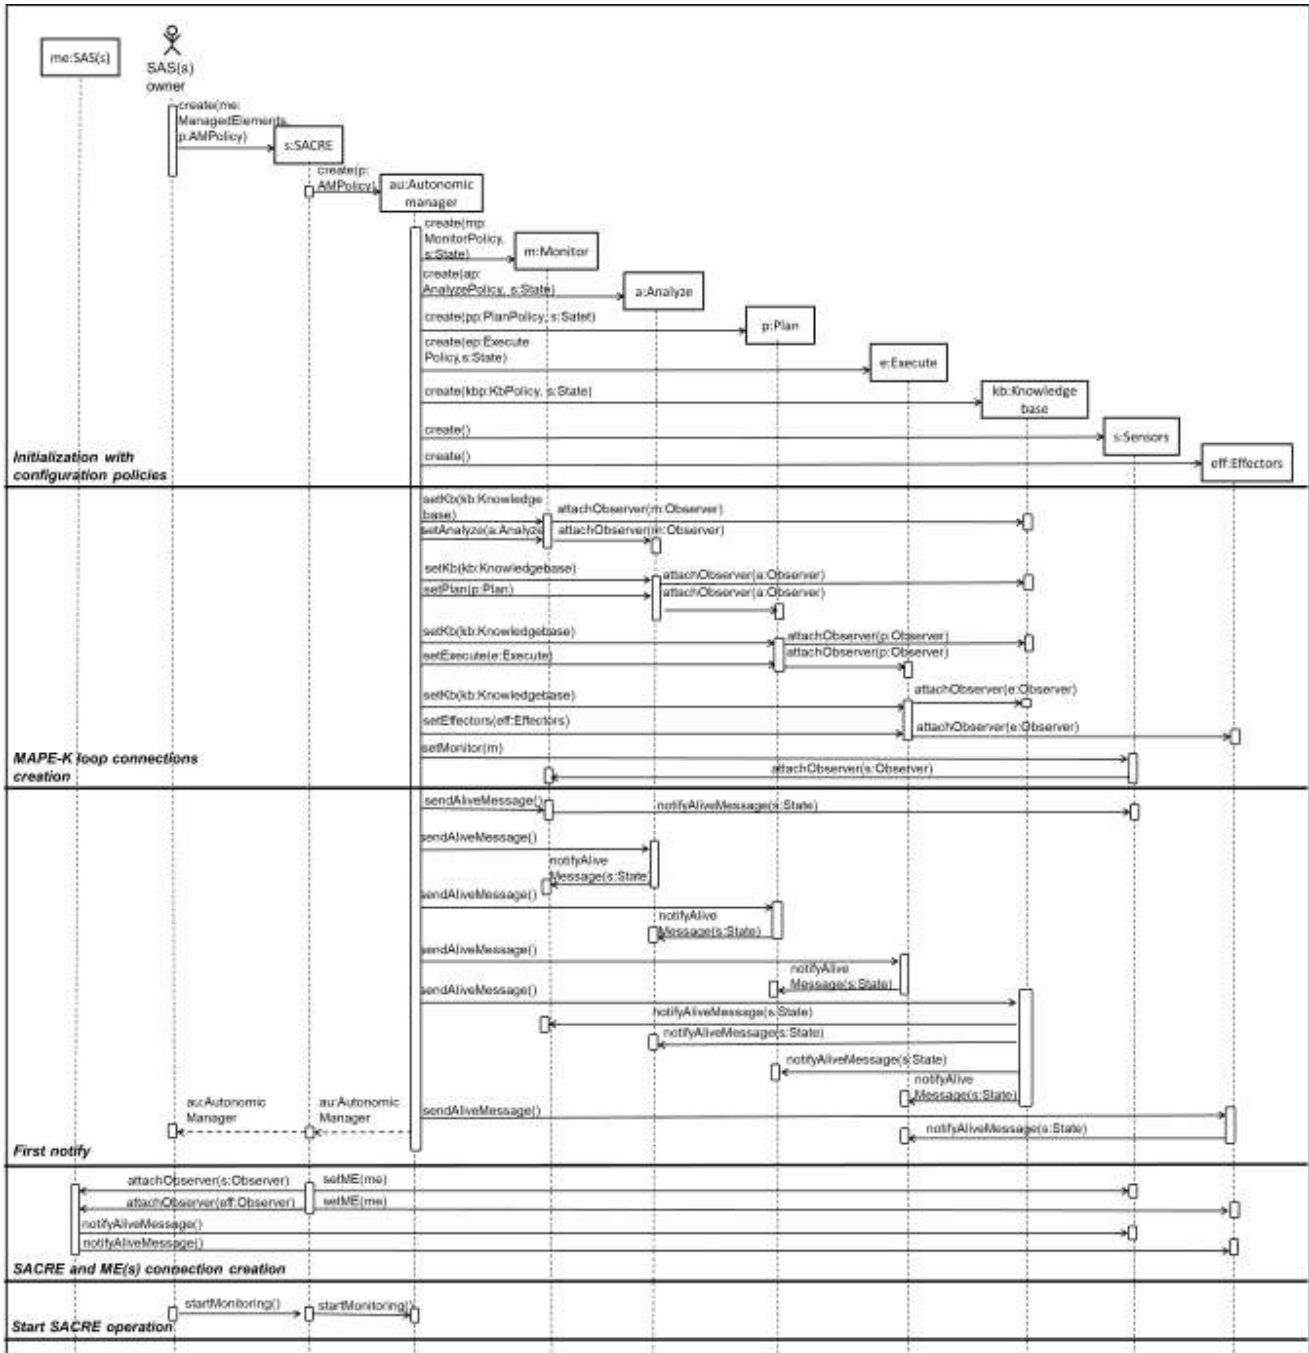 me:SAS(s)
SAS(s)
owner
create(me:
ManagedElements,
p:AMPolicy)
s:SACRE
create(p:
AMPolicy)
au:Autonomic
manager
create(mp:
MonitorPolicy,
s:State)
m:Monitor
create(ap:
AnalyzePolicy, s:State)
a:Analyze
create(pp:PlanPolicy, s:Satet)
p:Plan
create(ep:Execute
Policy,s:State)
e:Execute
create(kbp:KbPolicy, s:State)
kb:Knowledge
base
create()
s:Sensors
create()
eff:Effectors
Initialization with
configuration policies
setKb(kb:Knowledge
base)
attachObserver(m:Observer)
setAnalyze(a:Analyze
attachObserver(m:Observer)
setKb(kb:Knowledgebase)
attachObserver(a:Observer)
setPlan(p:Plan)
attachObserver(a:Observer)
setKb(kb:Knowledgebase)
attachObserver(p:Observer)
setExecute(e:Execute)
attachObserver(p:Observer)
setKb(kb:Knowledgebase)
attachObserver(e:Observer)
setEffectors(eff:Effectors)
attachObserver(e:Observer)
setMonitor(m)
attachObserver(s:Observer)
MAPE-K loop connections
creation
sendAliveMessage()
notifyAliveMessage(s:State)
sendAliveMessage()
notifyAlive
Message(s:State)
sendAliveMessage()
notifyAlive
Message(s:State)
sendAliveMessage()
notifyAlive
Message(s:State)
sendAliveMessage()
notifyAliveMessage(s:State)
notifyAliveMessage(s:State)
notifyAliveMessage(s:State)
notifyAlive
Message(s:State)
au:Autonomic
Manager
au:Autonomic
Manager
sendAliveMessage()
notifyAliveMessage(s:State)
First notify
attachObserver(s:Observer)
setME(me)
attachObserver(eff:Observer)
setME(me)
notifyAliveMessage()
notifyAliveMessage()
SACRE and ME(s) connection creation
startMonitoring()
startMonitoring()
Start SACRE operation